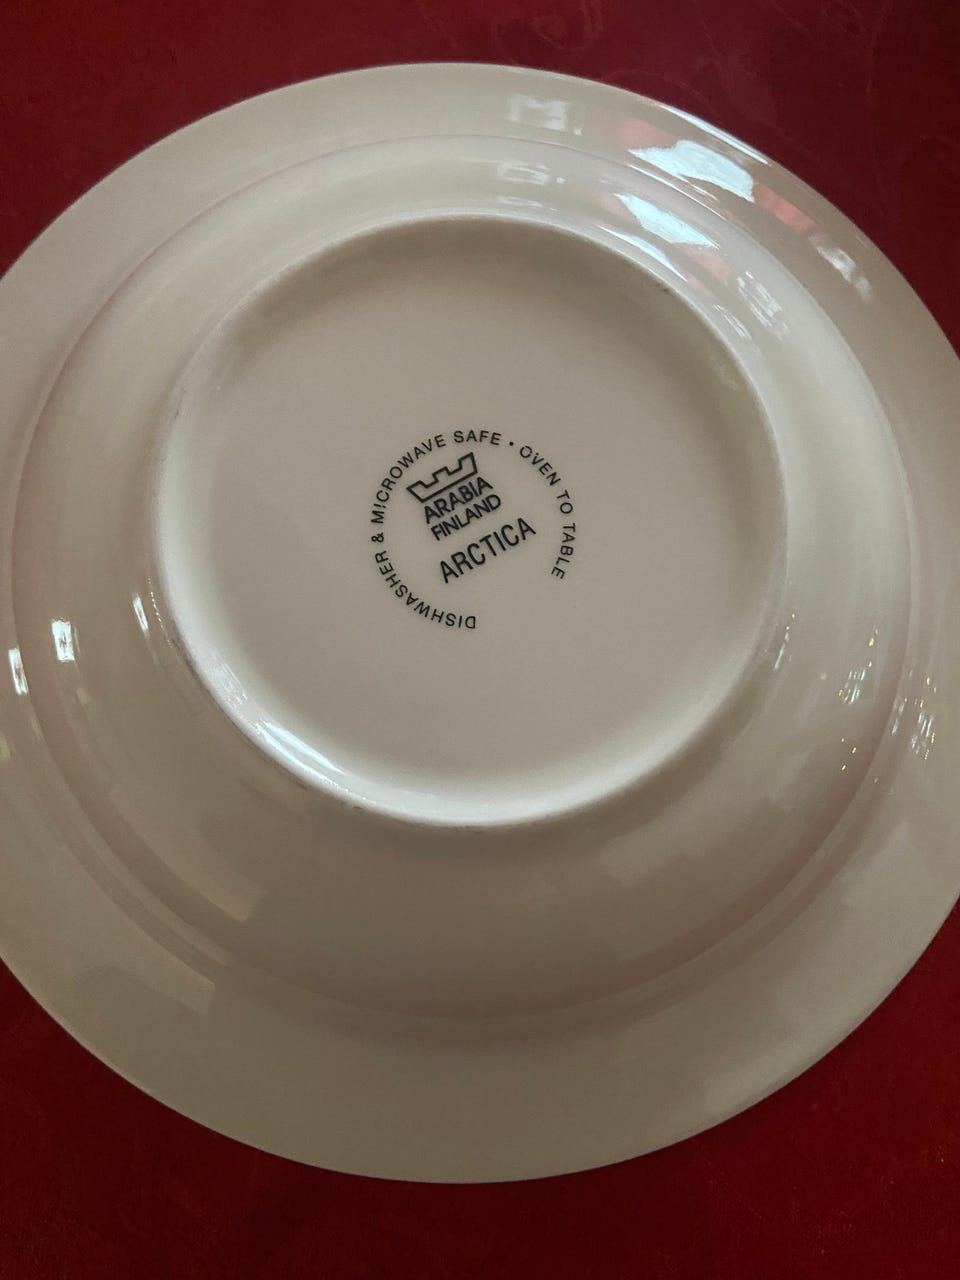 DISHWASHER & MICROWAVE SAFE • OVEN TO TABLE
ARABIA
FINLAND
ARCTICA